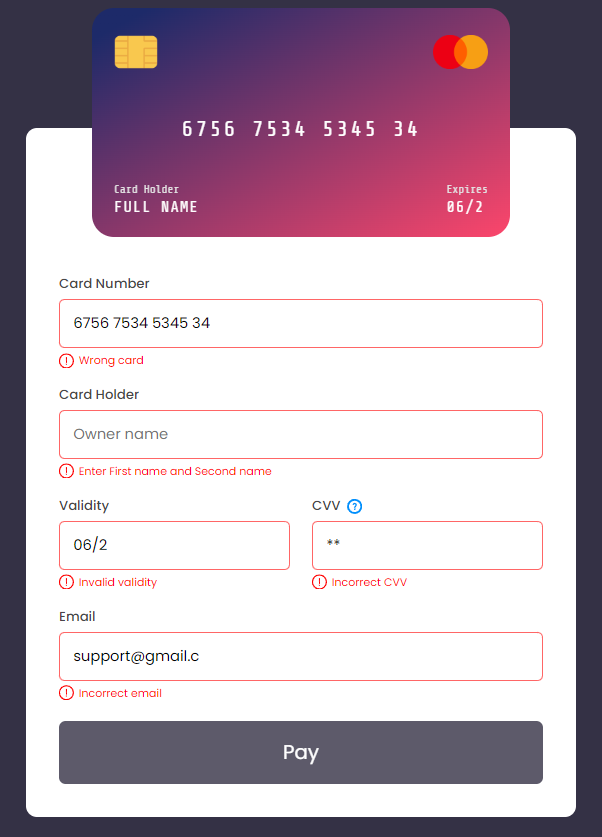 6756 7534 5345 34
Card Holder
Expires
FULL NAME
06/2
Card Number
6756 7534 5345 34
Wrong card
Card Holder
Owner name
Enter First name and Second name
Validity
CVV ?
06/2
**
Invalid validity
Incorrect CVV
Email
support@gmail.c
Incorrect email
Pay